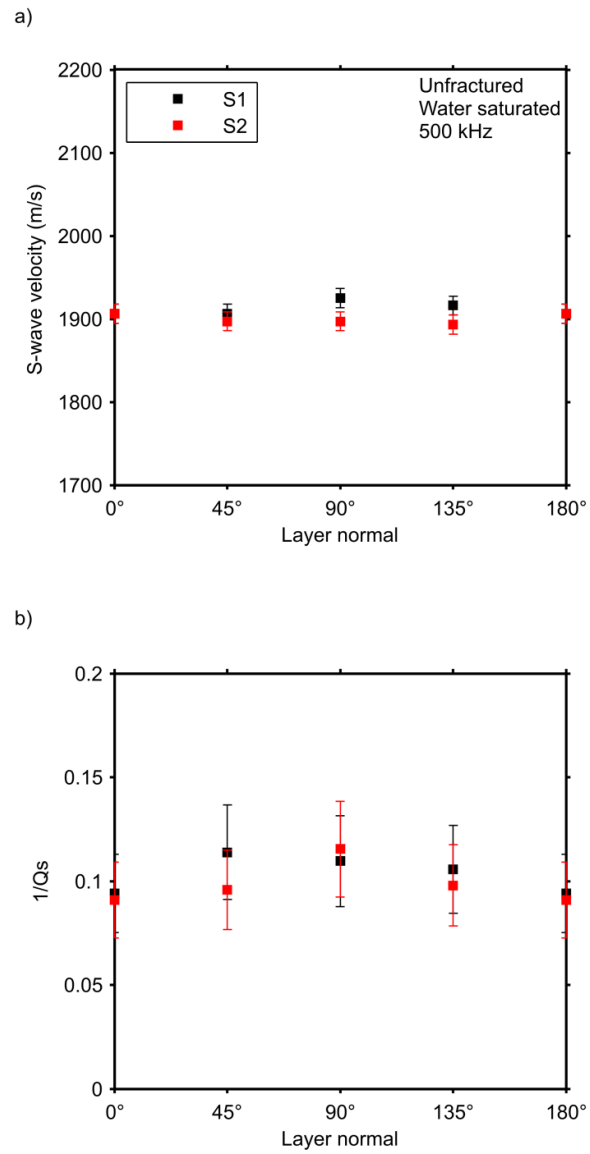 a)
2200
2100
2000
1900
1800
1700
S-wave velocity (m/s)
S1
S2
Unfractured
Water saturated
500 kHz
0° 45° 90° 135° 180°
Layer normal
b)
0.2
0.15
0.1
0.05
0
1/Qs
0° 45° 90° 135° 180°
Layer normal